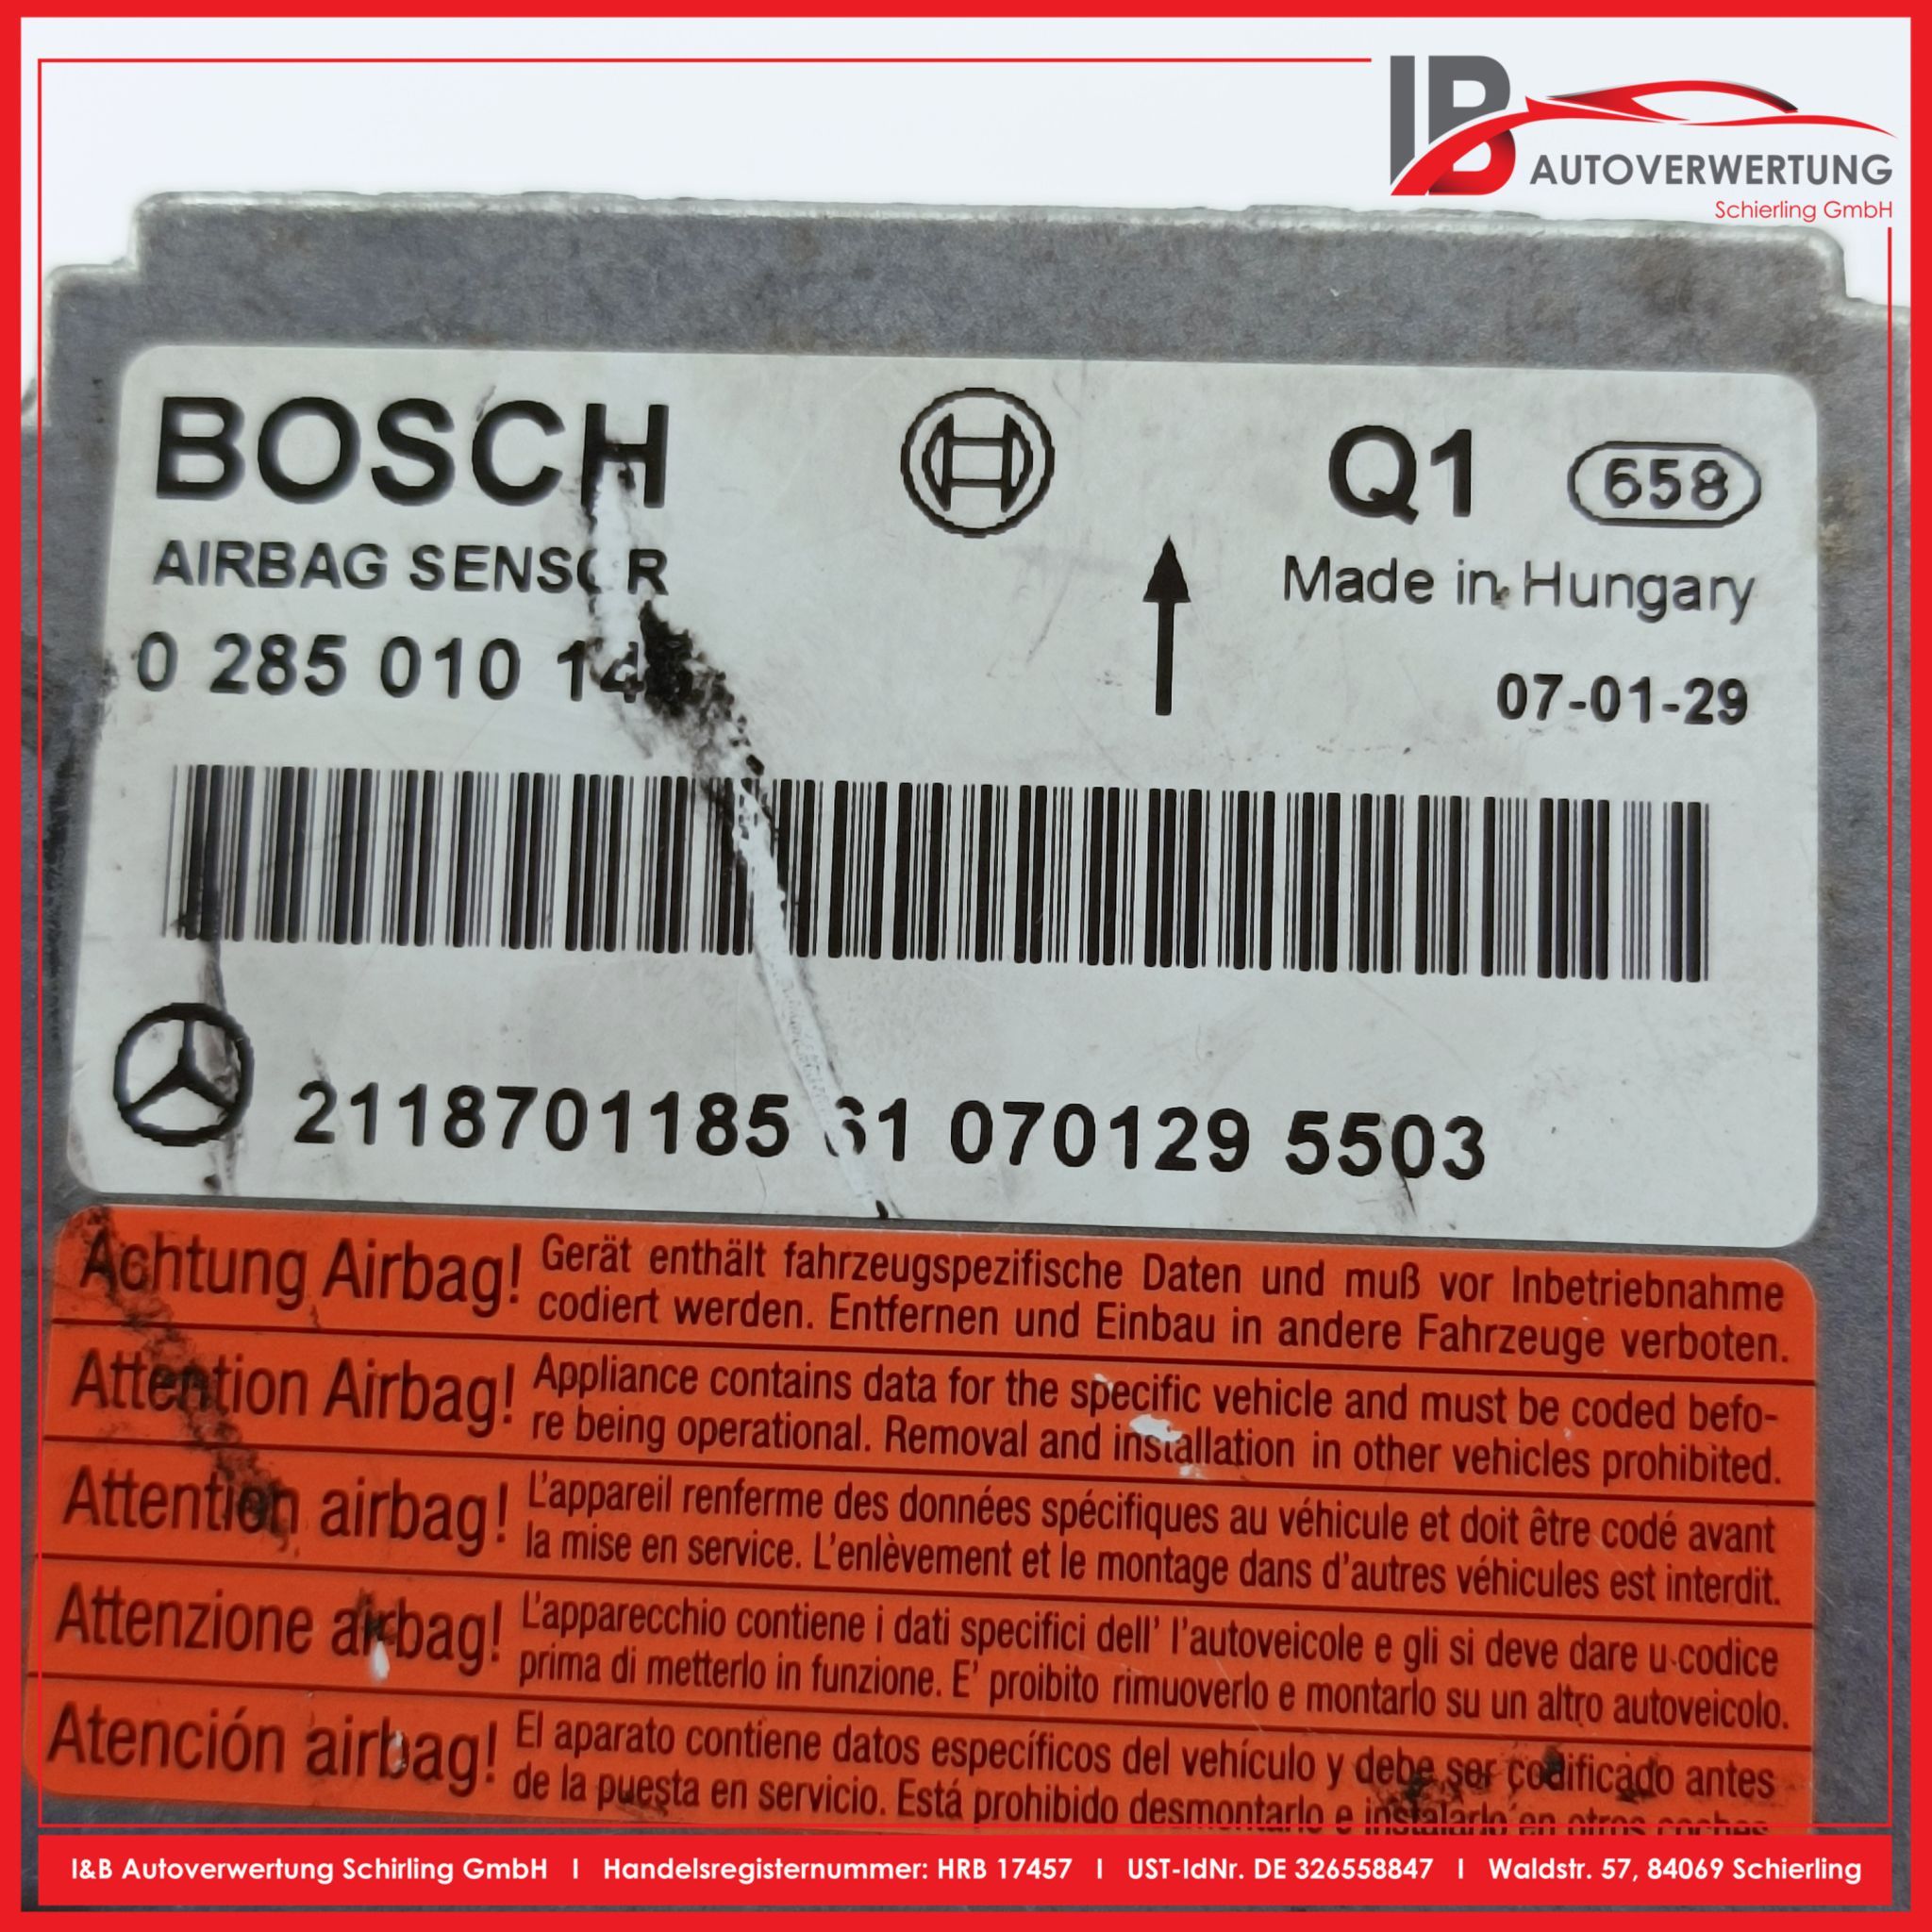 IB
AUTOVERWERTUNG
Schierling GmbH
BOSCH
Q1 658
AIRBAG SENSOR
Made in Hungary
0 285 010
07-01-29
2118701185 61 070129 5503
Achtung Airbag! Gerät enthält fahrzeugspezifische Daten und muß vor Inbetriebnahme
codiert werden. Entfernen und Einbau in andere Fahrzeuge verboten.
Attention Airbag! Appliance contains data for the specific vehicle and must be coded befo-
re being operational. Removal and installation in other vehicles prohibited.
Attention airbag! L'appareil renferme des données spécifiques au véhicule et doit être codé avant
la mise en service. L'enlèvement et le montage dans d'autres véhicules est interdit.
Attenzione airbag! L'apparecchio contiene i dati specifici dell' l'autoveicole e gli si deve dare u codice
prima di metterlo in funzione. E' proibito rimuoverlo e montarlo su un altro autoveicolo.
Atención airbag! El aparato contiene datos específicos del vehículo y debe ser codificado antes
de la puesta en servicio. Está prohibido desmontarlo e instalarlo en otros coches
I&B Autoverwertung Schirling GmbH I Handelsregisternummer: HRB 17457 I UST-IdNr. DE 326558847 I Waldstr. 57, 84069 Schierling